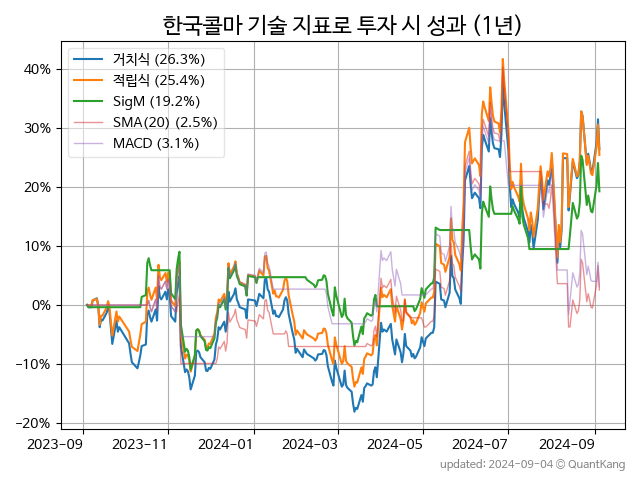 한국콜마 기술 지표로 투자 시 성과 (1년)
거치식 (26.3%)
적립식 (25.4%)
SigM (19.2%)
SMA(20) (2.5%)
MACD (3.1%)
40%
30%
20%
10%
0%
−10%
−20%
2023-09 2023-11 2024-01 2024-03 2024-05 2024-07 2024-09
updated: 2024-09-04 © QuantKang